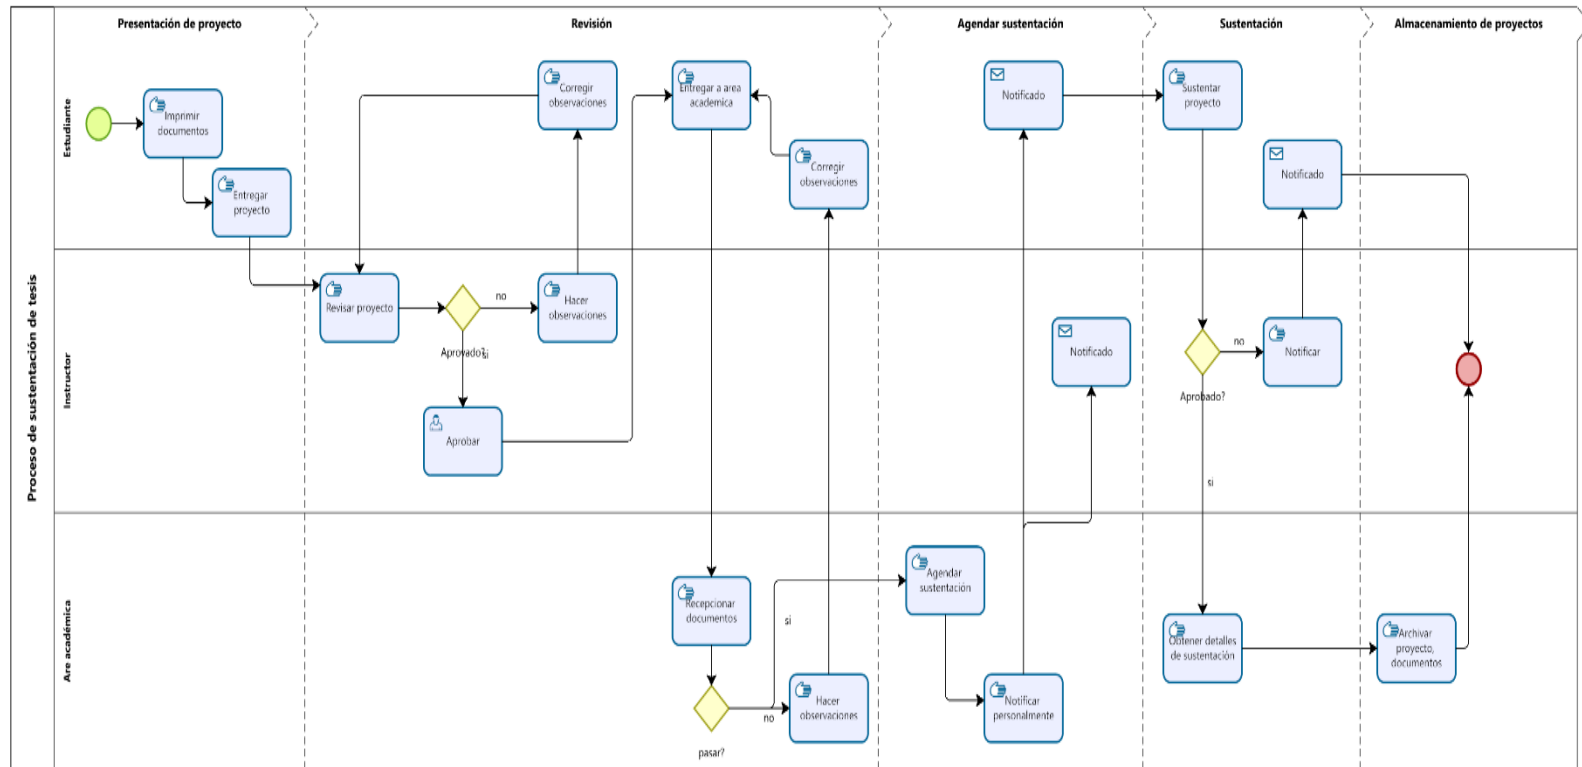 Presentación de proyecto
Revisión
Agendar sustentación
Sustentación
Almacenamiento de proyectos
Proceso de sustentación de tesis
Estudiante
Imprimir
documentos
Entregar
proyecto
Corregir
observaciones
Entregar a area
academica
Corregir
observaciones
Notificado
Sustentar
proyecto
Notificado
Instructor
Revisar proyecto
Aprovado?
no
si
Hacer
observaciones
Aprobar
Notificado
Aprobado?
no
si
Notificar
Are académica
Recepcionar
documentos
pasar?
si
no
Hacer
observaciones
Agendar
sustentación
Notificar
personalmente
Obtener detalles
de sustentación
Archivar
proyecto,
documentos